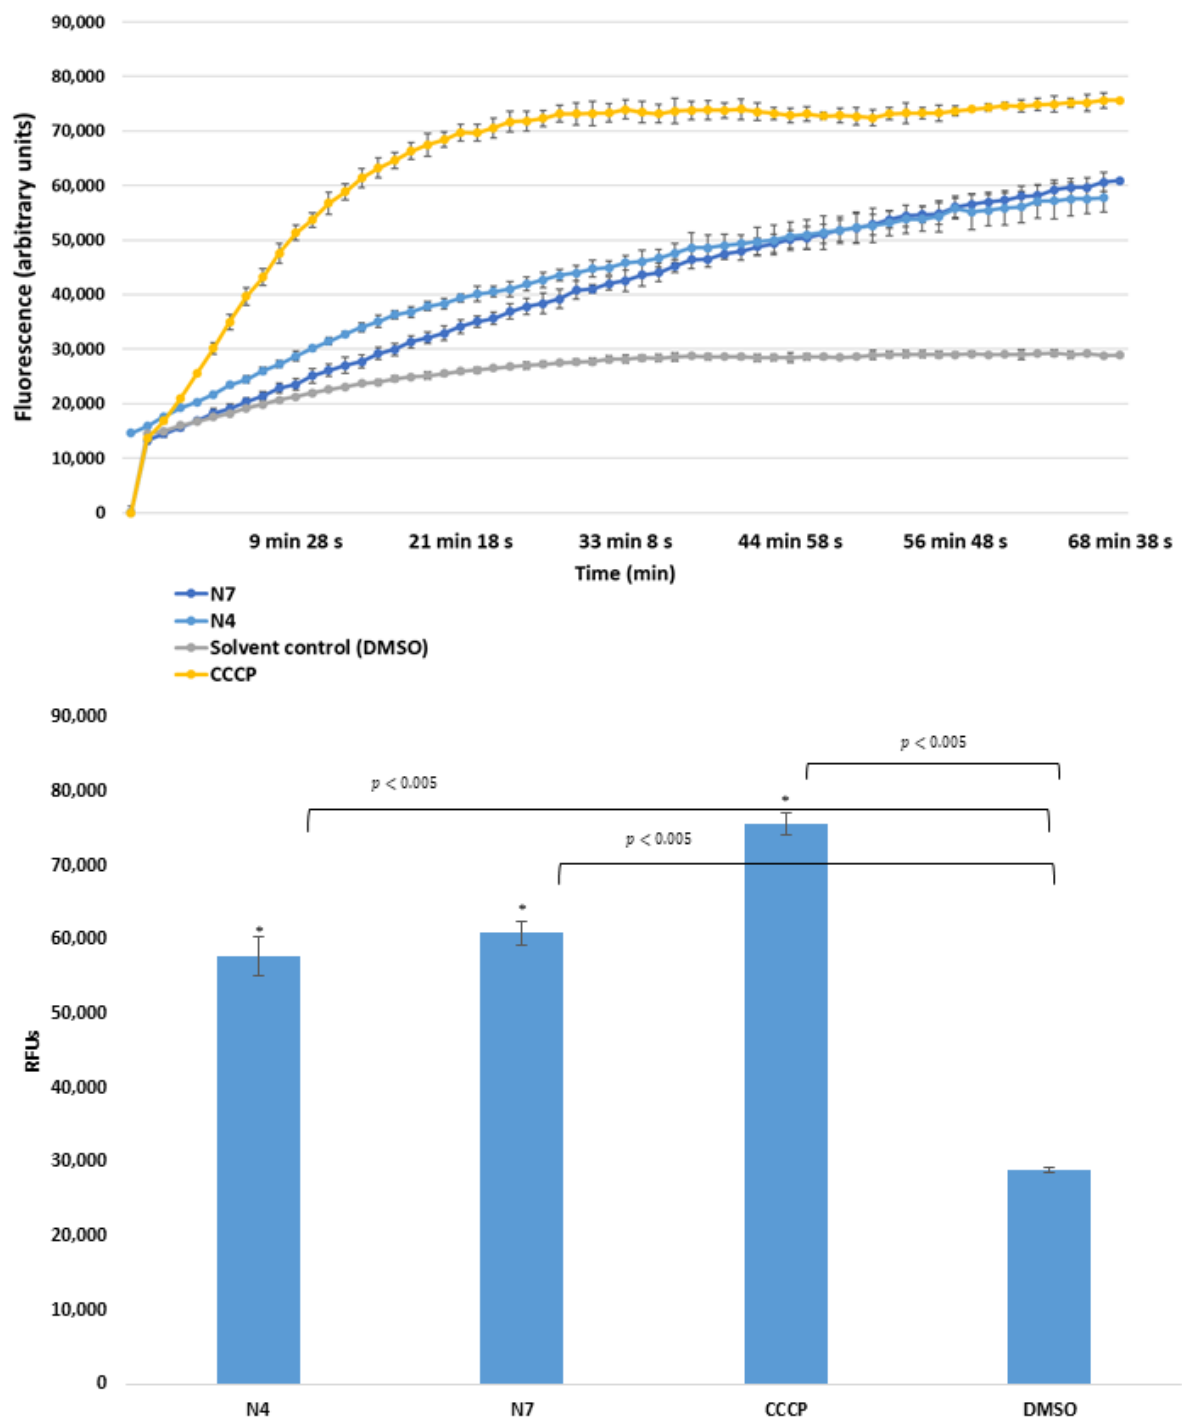 90,000
80,000
70,000
60,000
50,000
40,000
30,000
20,000
10,000
0
Fluorescence (arbitrary units)
9 min 28 s 21 min 18 s 33 min 8 s 44 min 58 s 56 min 48 s 68 min 38 s
Time (min)
N7
N4
Solvent control (DMSO)
CCCP
90,000
80,000
70,000
60,000
50,000
40,000
30,000
20,000
10,000
0
RFUs
p < 0.005
p < 0.005
p < 0.005
*
*
*
N4 N7 CCCP DMSO